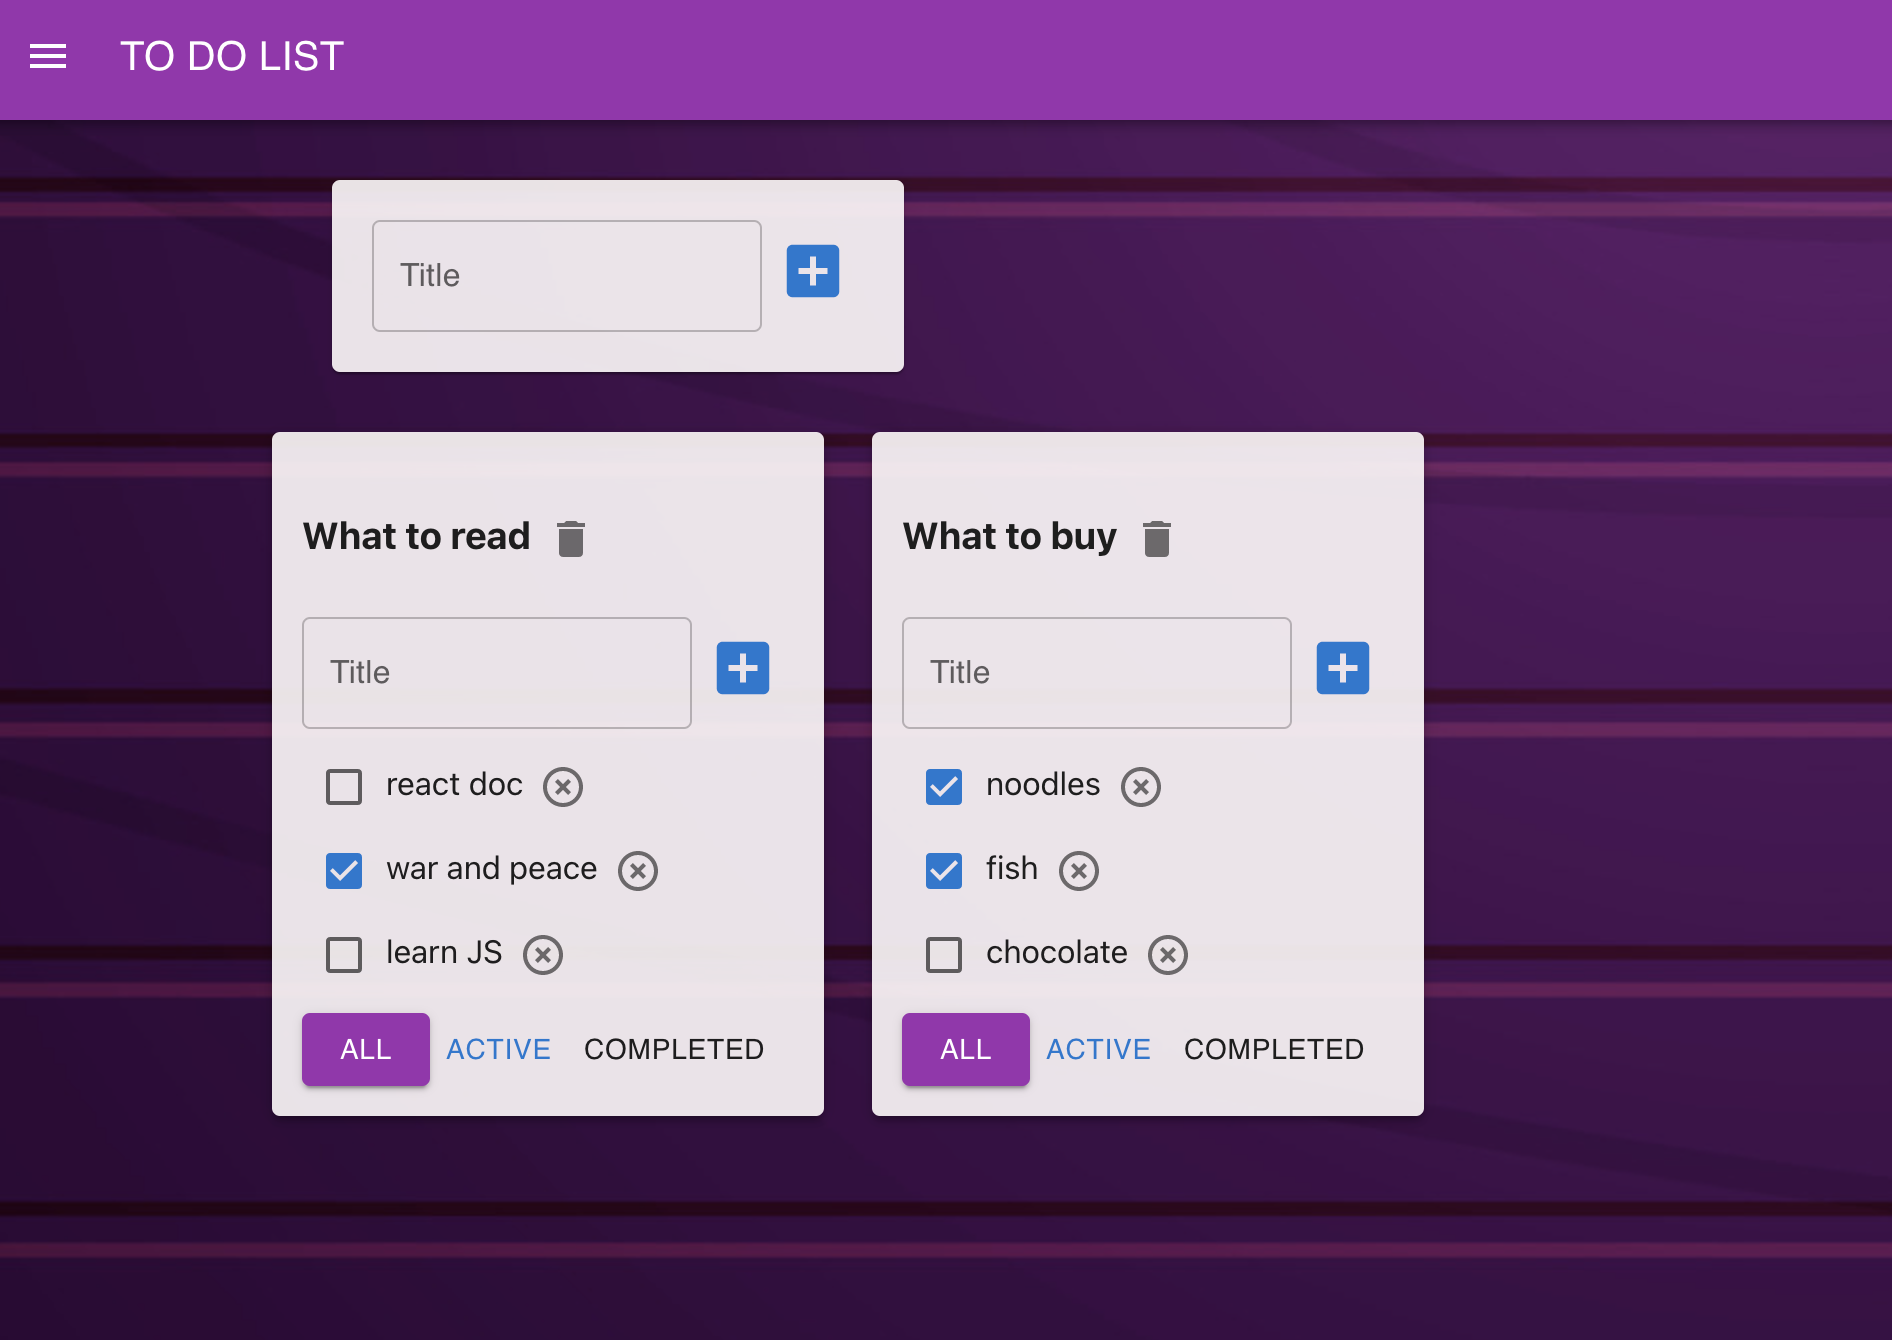 TO DO LIST
Title
What to read
Title
react doc
war and peace
learn JS
ALL ACTIVE COMPLETED
What to buy
Title
noodles
fish
chocolate
ALL ACTIVE COMPLETED